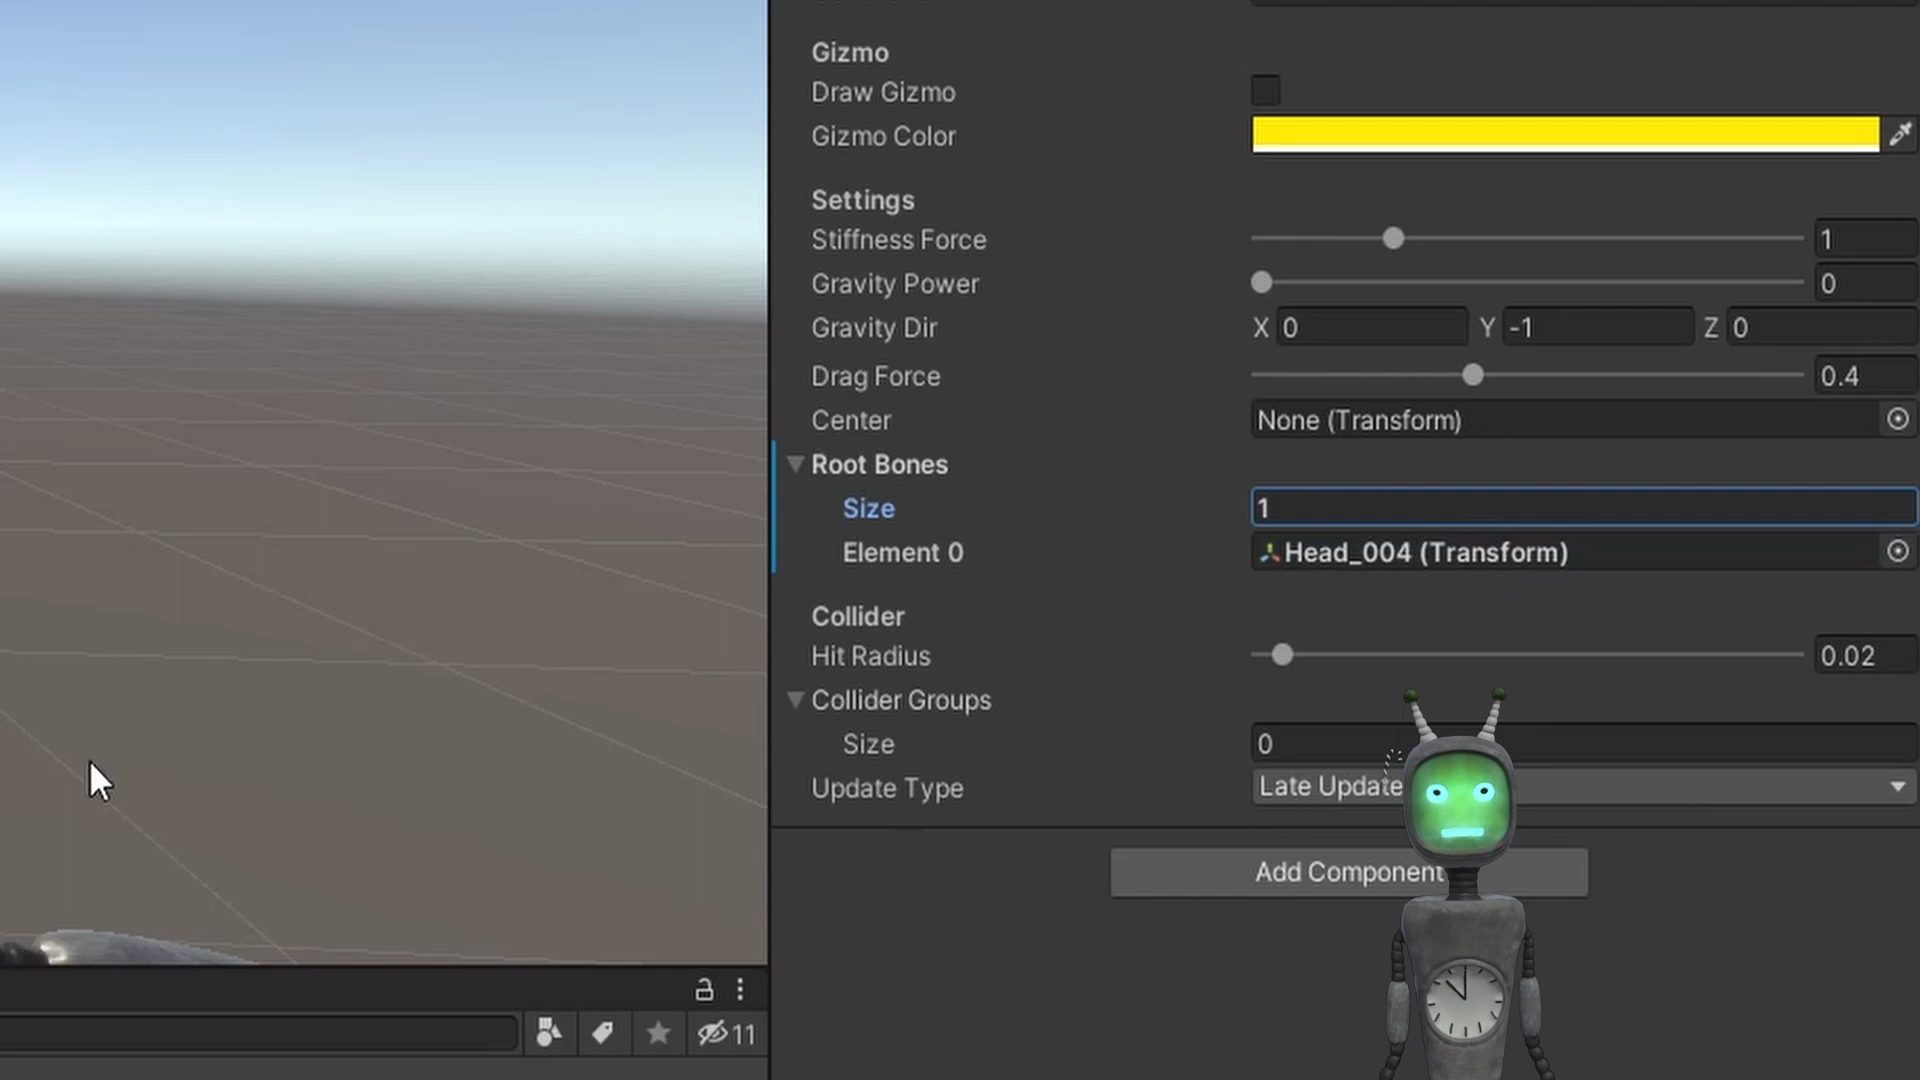 Gizmo
Draw Gizmo
Gizmo Color
Settings
Stiffness Force 1
Gravity Power 0
Gravity Dir X 0 Y -1 Z 0
Drag Force 0.4
Center None (Transform)
Root Bones
Size 1
Element 0 Head_004 (Transform)
Collider
Hit Radius 0.02
Collider Groups
Size 0
Update Type Late Update
Add Component
11